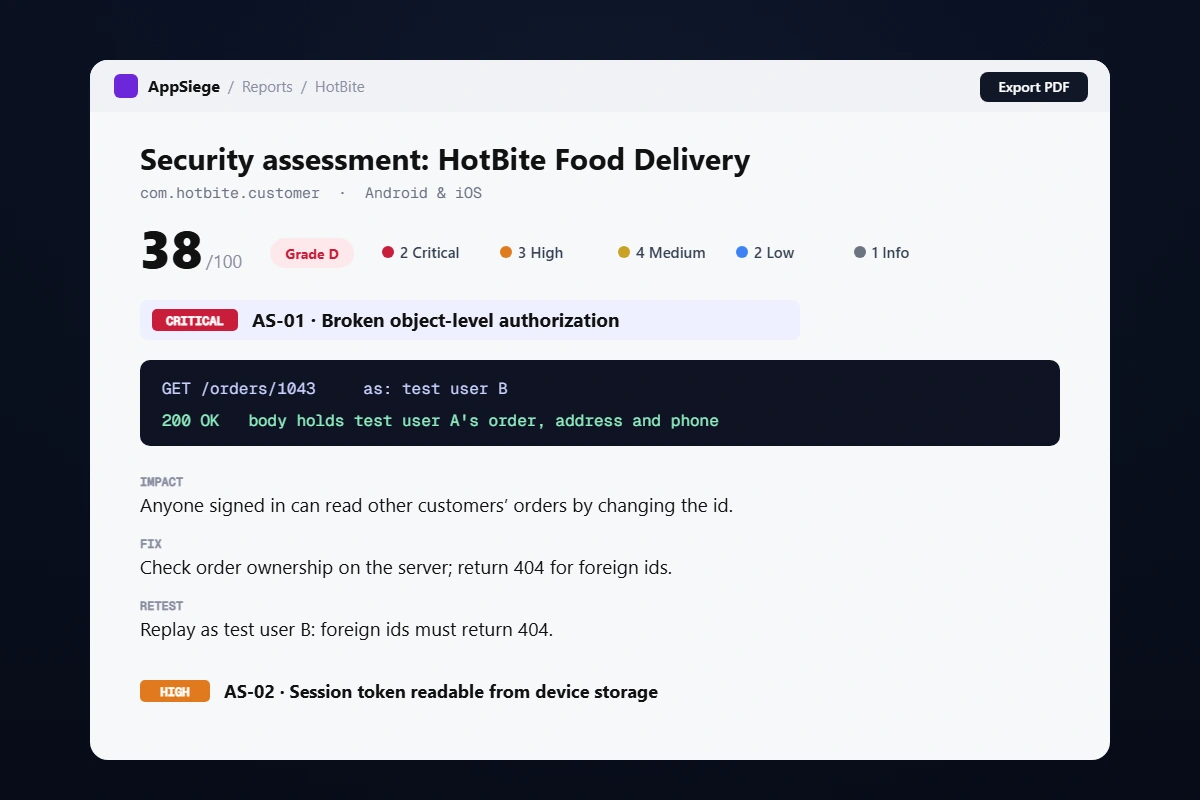 AppSiege / Reports / HotBite Export PDF
Security assessment: HotBite Food Delivery
com.hotbite.customer · Android & iOS
38/100 Grade D 2 Critical 3 High 4 Medium 2 Low 1 Info
CRITICAL AS-01 · Broken object-level authorization
GET /orders/1043 as: test user B
200 OK body holds test user A's order, address and phone
IMPACT
Anyone signed in can read other customers’ orders by changing the id.
FIX
Check order ownership on the server; return 404 for foreign ids.
RETEST
Replay as test user B: foreign ids must return 404.
HIGH AS-02 · Session token readable from device storage